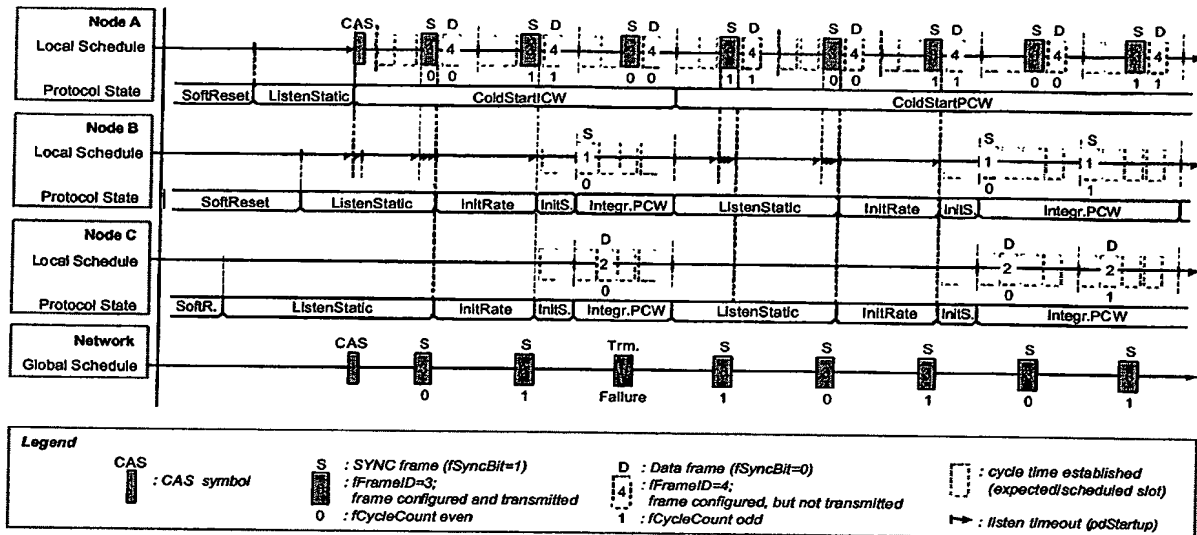 Node A
Local Schedule
Protocol State
CAS S D S D S D S D S D S D S D S D
4 4 4 4 4 4 4 4
0 0 1 1 0 0 1 1 0 0 1 1 0 0 1 1
SoftReset ListenStatic ColdStartICW ColdStartPCW
Node B
Local Schedule
Protocol State
S S S
1 1 1
0 0 1
SoftReset ListenStatic InitRate InitS. Integr.PCW ListenStatic InitRate InitS. Integr.PCW
Node C
Local Schedule
Protocol State
D D D
2 2 2
0 0 1
SoftR. ListenStatic InitRate InitS. Integr.PCW ListenStatic InitRate InitS. Integr.PCW
Network
Global Schedule
CAS S S Trm. S S S S S
0 1 Failure 1 0 1 0 1
Legend
CAS
: CAS symbol
S : SYNC frame (fSyncBit=1)
: fFrameID=3;
frame configured and transmitted
0 : fCycleCount even
D : Data frame (fSyncBit=0)
4 : fFrameID=4;
frame configured, but not transmitted
1 : fCycleCount odd
: cycle time established
(expected/scheduled slot)
: listen timeout (pdStartup)